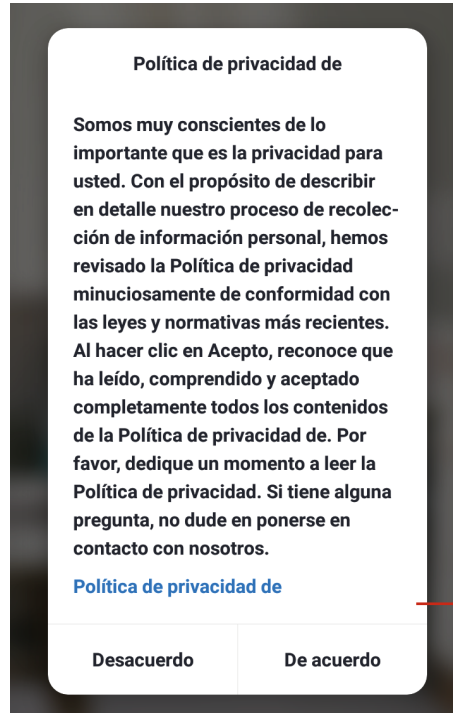 Política de privacidad de
Somos muy conscientes de lo
importante que es la privacidad para
usted. Con el propósito de describir
en detalle nuestro proceso de recolec-
ción de información personal, hemos
revisado la Política de privacidad
minuciosamente de conformidad con
las leyes y normativas más recientes.
Al hacer clic en Acepto, reconoce que
ha leído, comprendido y aceptado
completamente todos los contenidos
de la Política de privacidad de. Por
favor, dedique un momento a leer la
Política de privacidad. Si tiene alguna
pregunta, no dude en ponerse en
contacto con nosotros.
Política de privacidad de
Desacuerdo De acuerdo